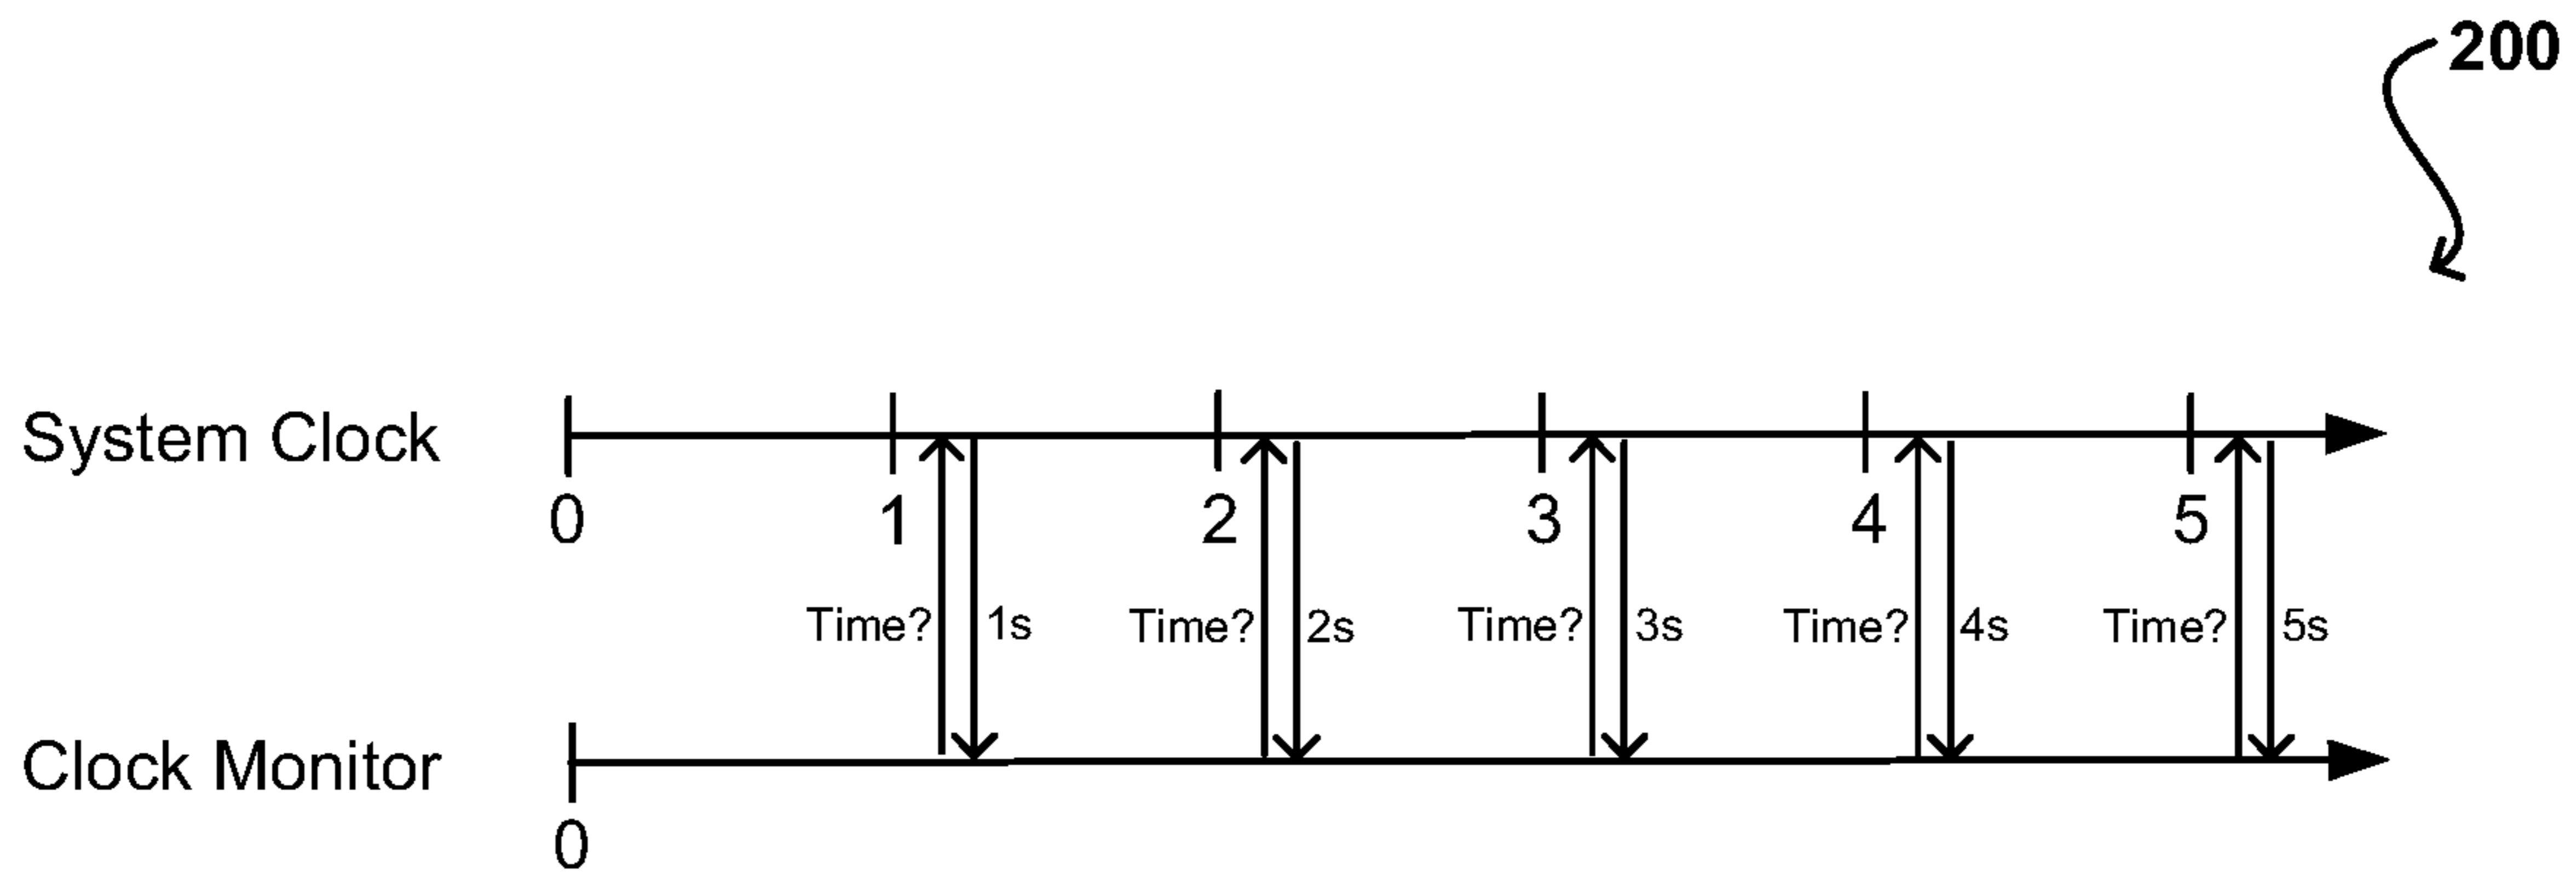 200
System Clock
0 1 2 3 4 5
Time? 1s Time? 2s Time? 3s Time? 4s Time? 5s
Clock Monitor
0